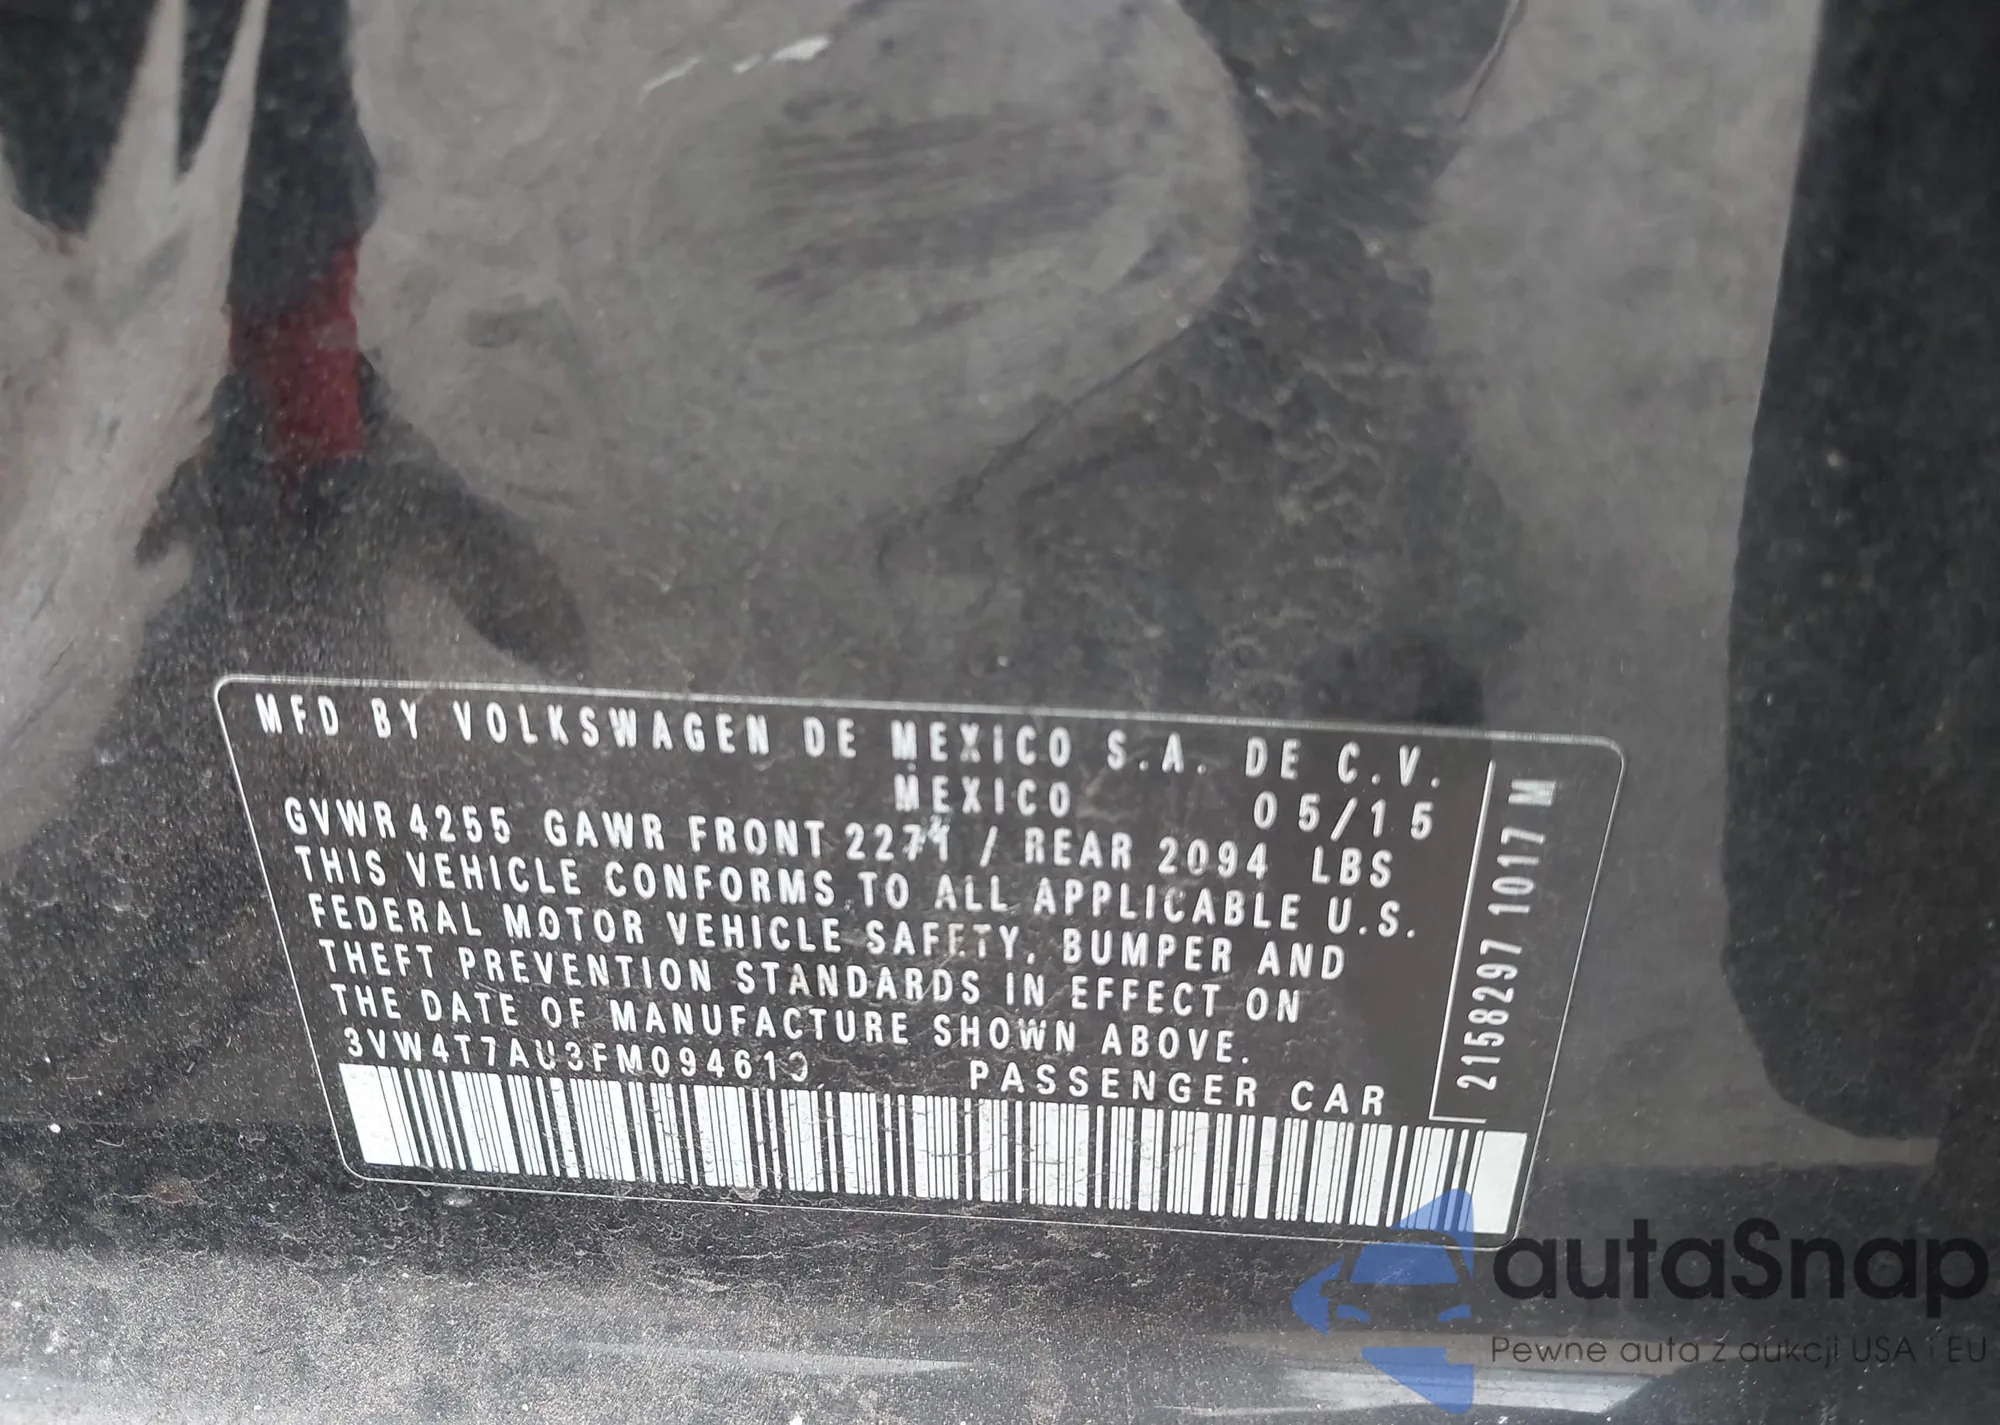 MFD BY VOLKSWAGEN DE MEXICO S.A. DE C.V.
MEXICO 05/15
GVWR 4255 GAWR FRONT / REAR 2094 LBS
THIS VEHICLE CONFORMS TO ALL APPLICABLE U.S.
FEDERAL MOTOR VEHICLE SAFETY, BUMPER AND
THEFT PREVENTION STANDARDS IN EFFECT ON
THE DATE OF MANUFACTURE SHOWN ABOVE.
PASSENGER CAR
2158297 1017 M
autaSnap
Pewne auta z aukcji USA i EU